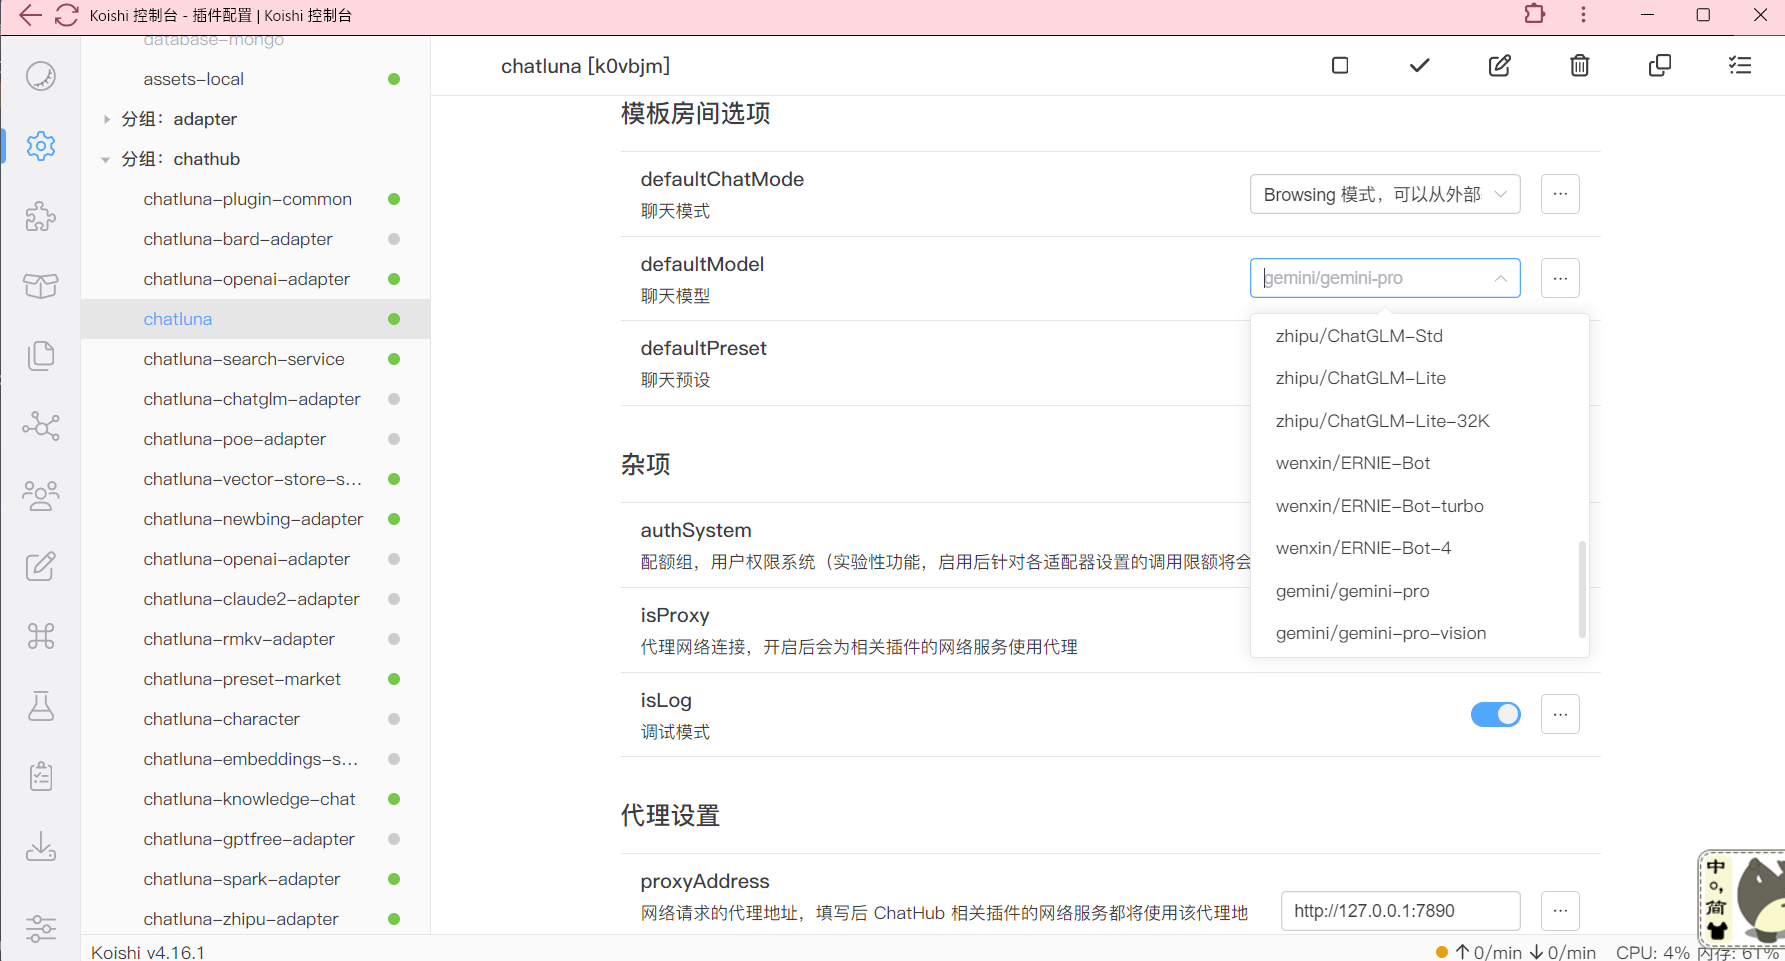 Koishi 控制台 - 插件配置 | Koishi 控制台
database-mongo
assets-local
分组：adapter
分组：chathub
chatluna-plugin-common
chatluna-bard-adapter
chatluna-openai-adapter
chatluna
chatluna-search-service
chatluna-chatglm-adapter
chatluna-poe-adapter
chatluna-vector-store-s...
chatluna-newbing-adapter
chatluna-openai-adapter
chatluna-claude2-adapter
chatluna-rmkv-adapter
chatluna-preset-market
chatluna-character
chatluna-embeddings-s...
chatluna-knowledge-chat
chatluna-gptfree-adapter
chatluna-spark-adapter
chatluna-zhipu-adapter
chatluna [k0vbjm]
模板房间选项
defaultChatMode
聊天模式
Browsing 模式，可以从外部
defaultModel
聊天模型
gemini/gemini-pro
zhipu/ChatGLM-Std
zhipu/ChatGLM-Lite
zhipu/ChatGLM-Lite-32K
wenxin/ERNIE-Bot
wenxin/ERNIE-Bot-turbo
wenxin/ERNIE-Bot-4
gemini/gemini-pro
gemini/gemini-pro-vision
defaultPreset
聊天预设
杂项
authSystem
配额组，用户权限系统（实验性功能，启用后针对各适配器设置的调用限额将会
isProxy
代理网络连接，开启后会为相关插件的网络服务使用代理
isLog
调试模式
代理设置
proxyAddress
网络请求的代理地址，填写后 ChatHub 相关插件的网络服务都将使用该代理地
http://127.0.0.1:7890
中
简
Koishi v4.16.1
0/min 0/min CPU: 4% 内存: 61%